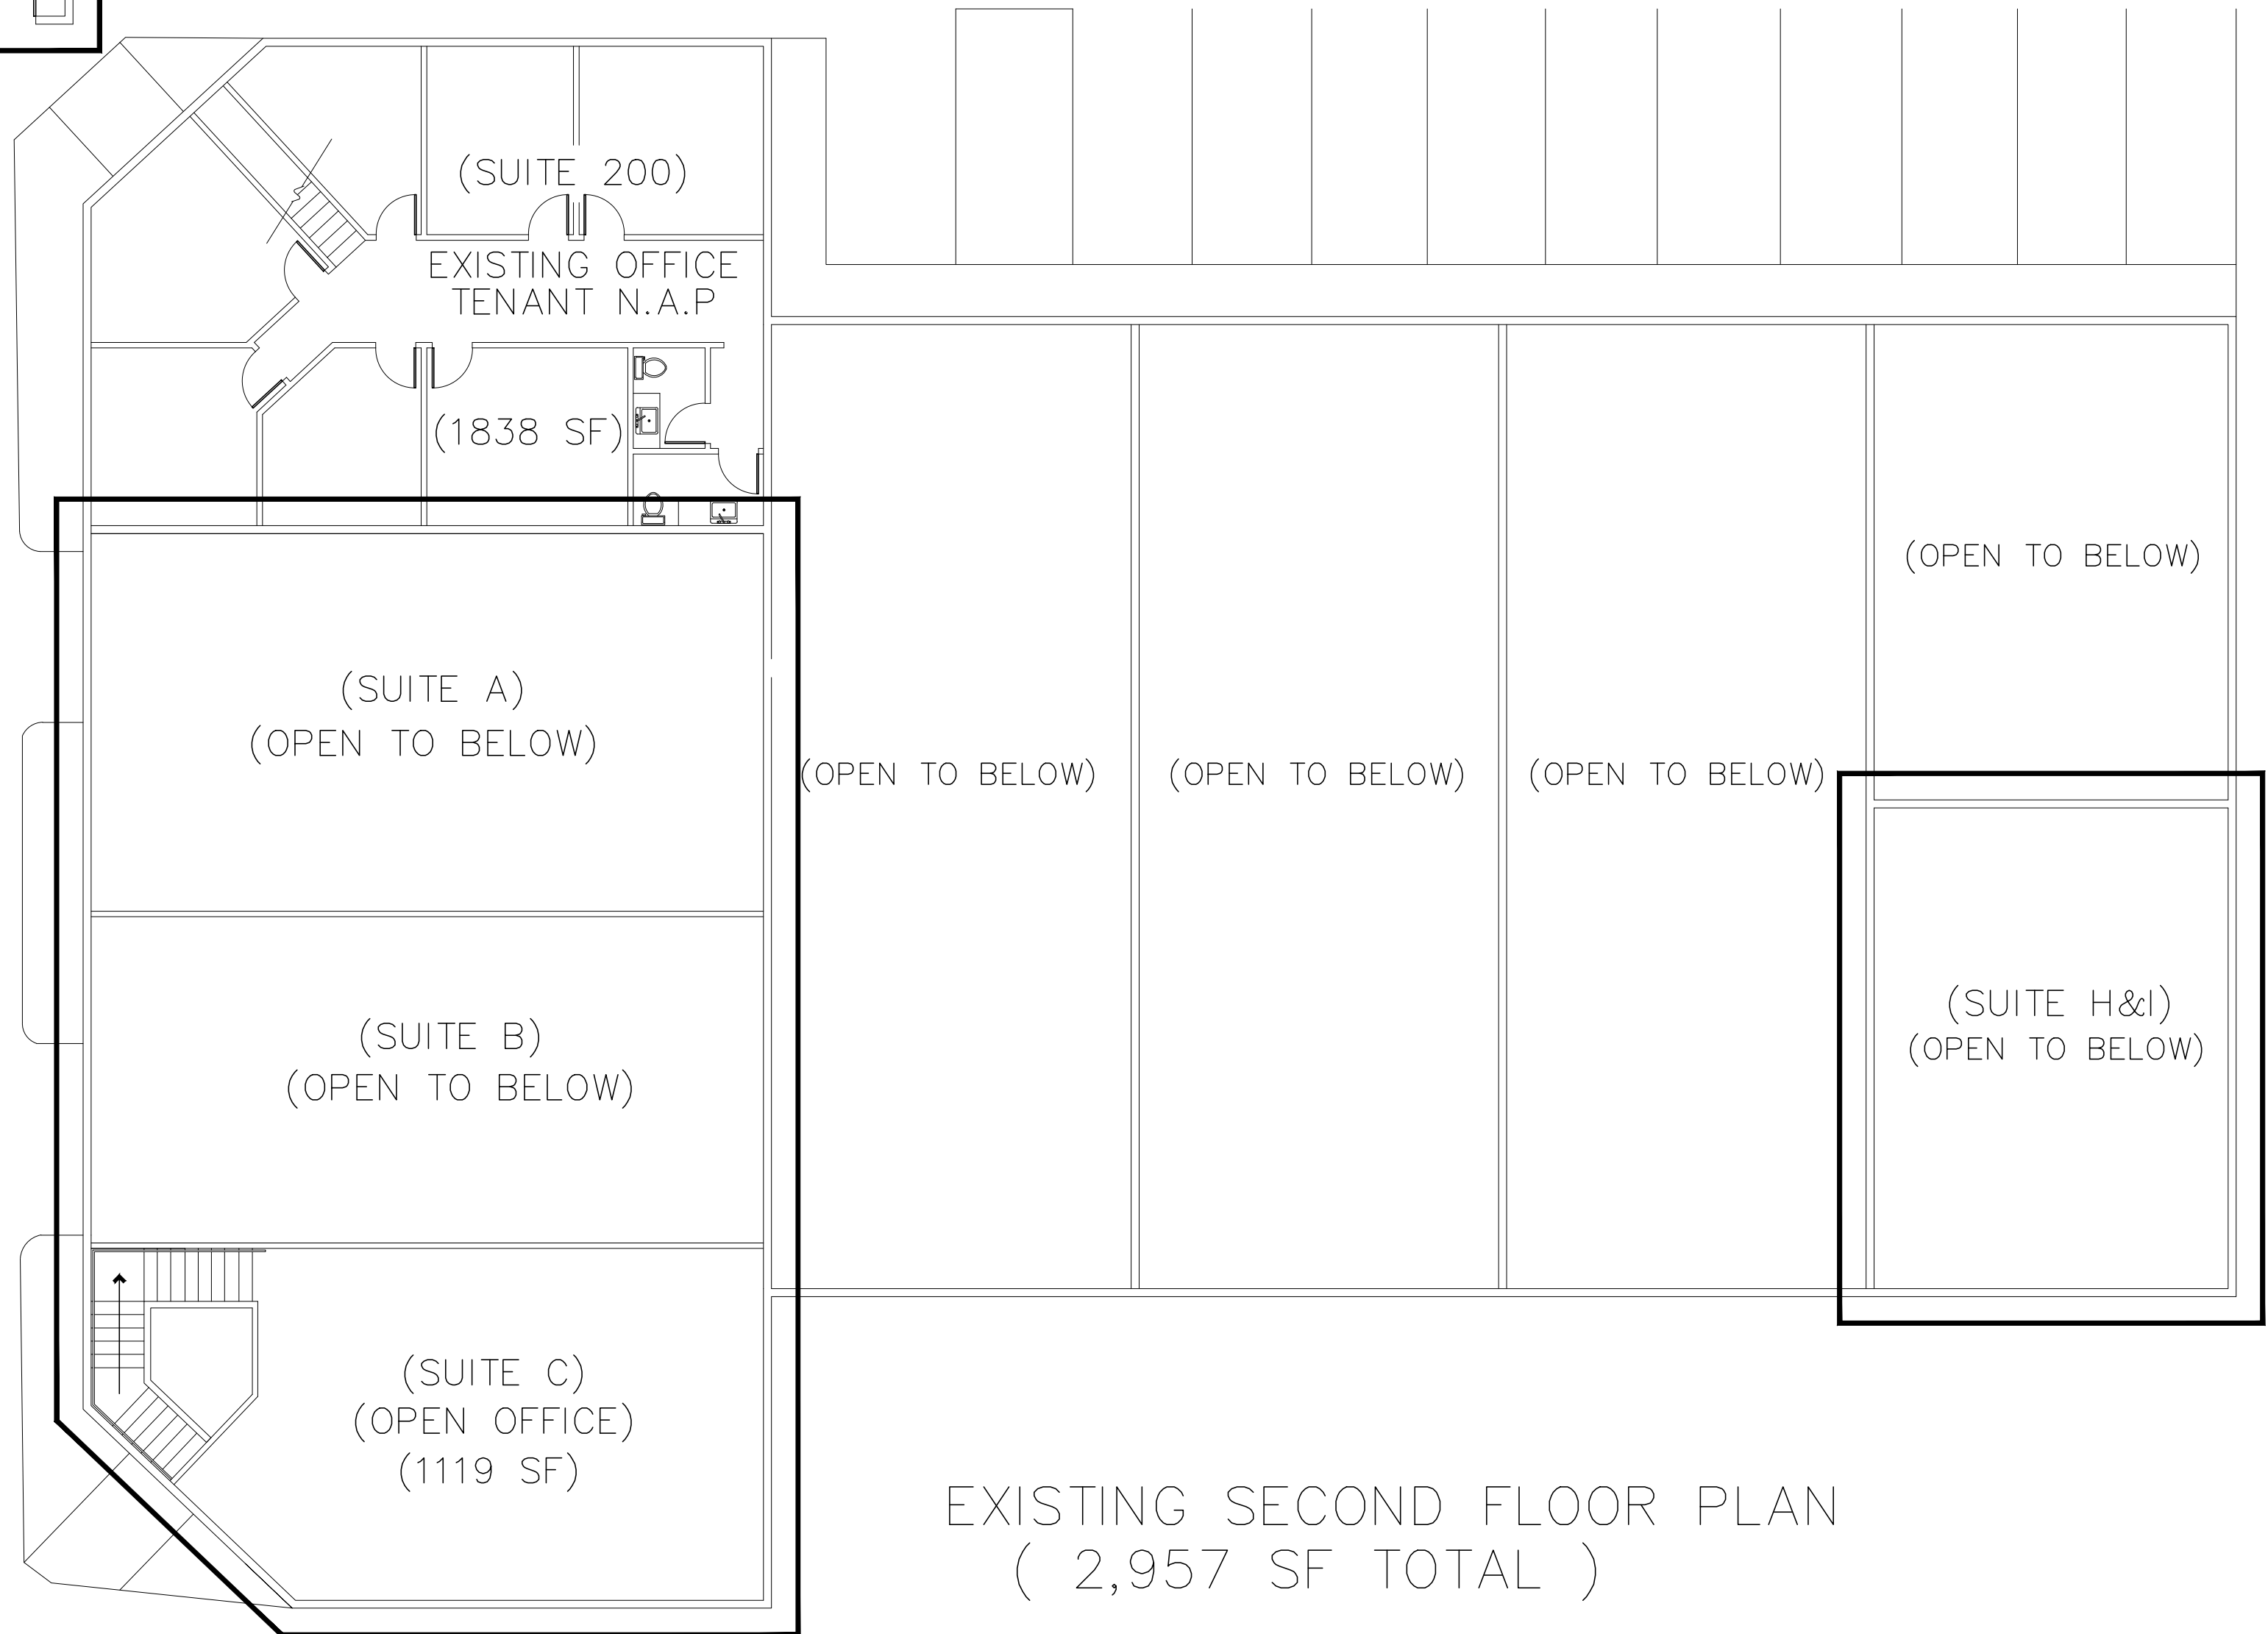 (SUITE 200)
EXISTING OFFICE
TENANT N.A.P
(1838 SF)
(SUITE A)
(OPEN TO BELOW)
(SUITE B)
(OPEN TO BELOW)
(SUITE C)
(OPEN OFFICE)
(1119 SF)
(OPEN TO BELOW)
(OPEN TO BELOW)
(OPEN TO BELOW)
(OPEN TO BELOW)
(SUITE H&I)
(OPEN TO BELOW)
EXISTING SECOND FLOOR PLAN
( 2,957 SF TOTAL )